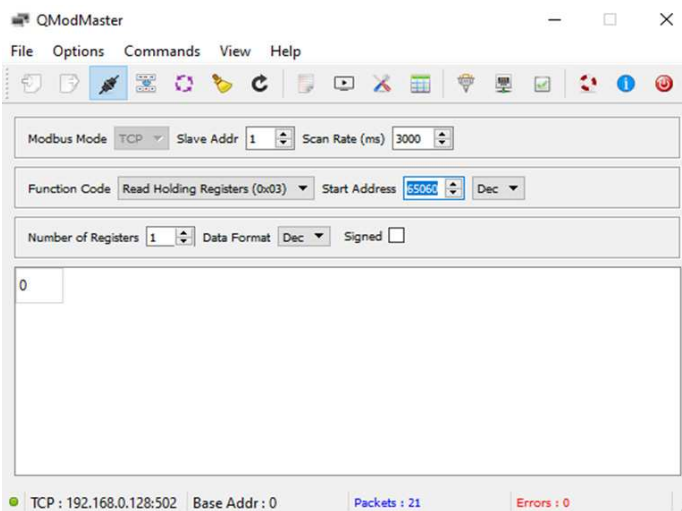 QModMaster
File Options Commands View Help
Modbus Mode TCP Slave Addr 1 Scan Rate (ms) 3000
Function Code Read Holding Registers (0x03) Start Address 65060 Dec
Number of Registers 1 Data Format Dec Signed
0
TCP : 192.168.0.128:502 Base Addr : 0 Packets : 21 Errors : 0